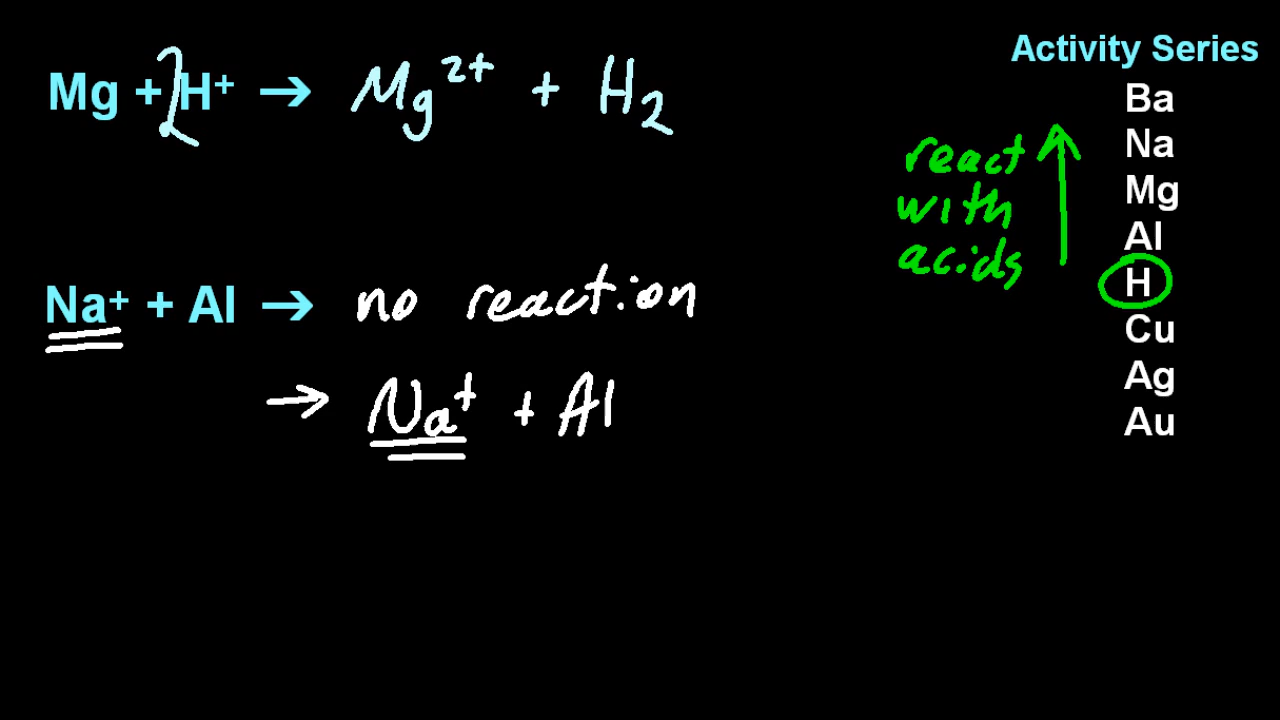 Mg + 2H⁺ → Mg²⁺ + H₂
Na⁺ + Al → no reaction
→ Na⁺ + Al
Activity Series
Ba
Na
Mg
Al
H
Cu
Ag
Au
react
with
acids